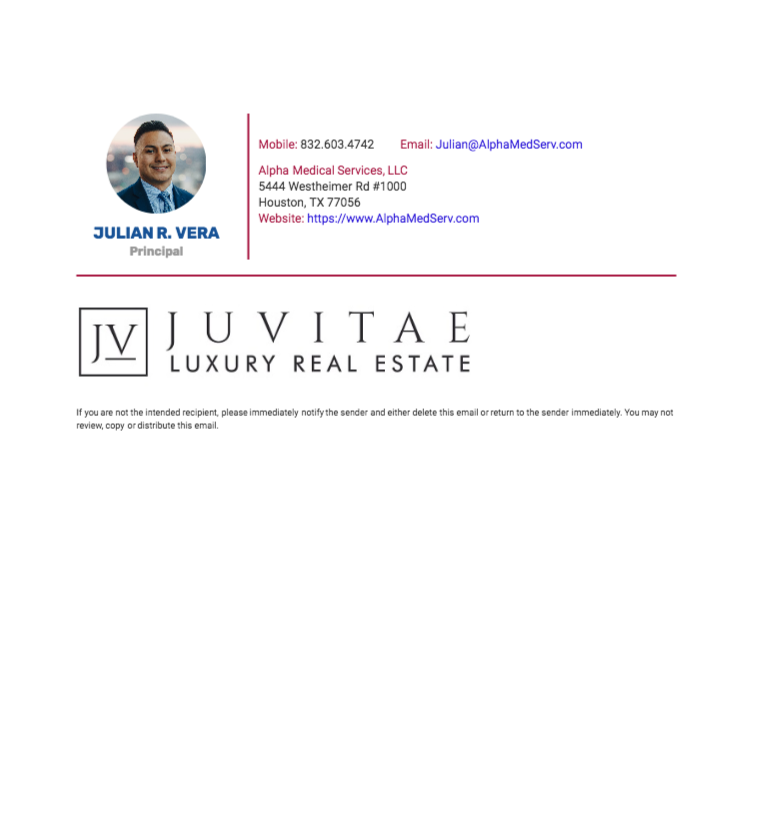 JULIAN R. VERA
Principal
Mobile: 832.603.4742 Email: Julian@AlphaMedServ.com
Alpha Medical Services, LLC
5444 Westheimer Rd #1000
Houston, TX 77056
Website: https://www.AlphaMedServ.com
JV JUVITAE
LUXURY REAL ESTATE
If you are not the intended recipient, please immediately notify the sender and either delete this email or return to the sender immediately. You may not
review, copy or distribute this email.